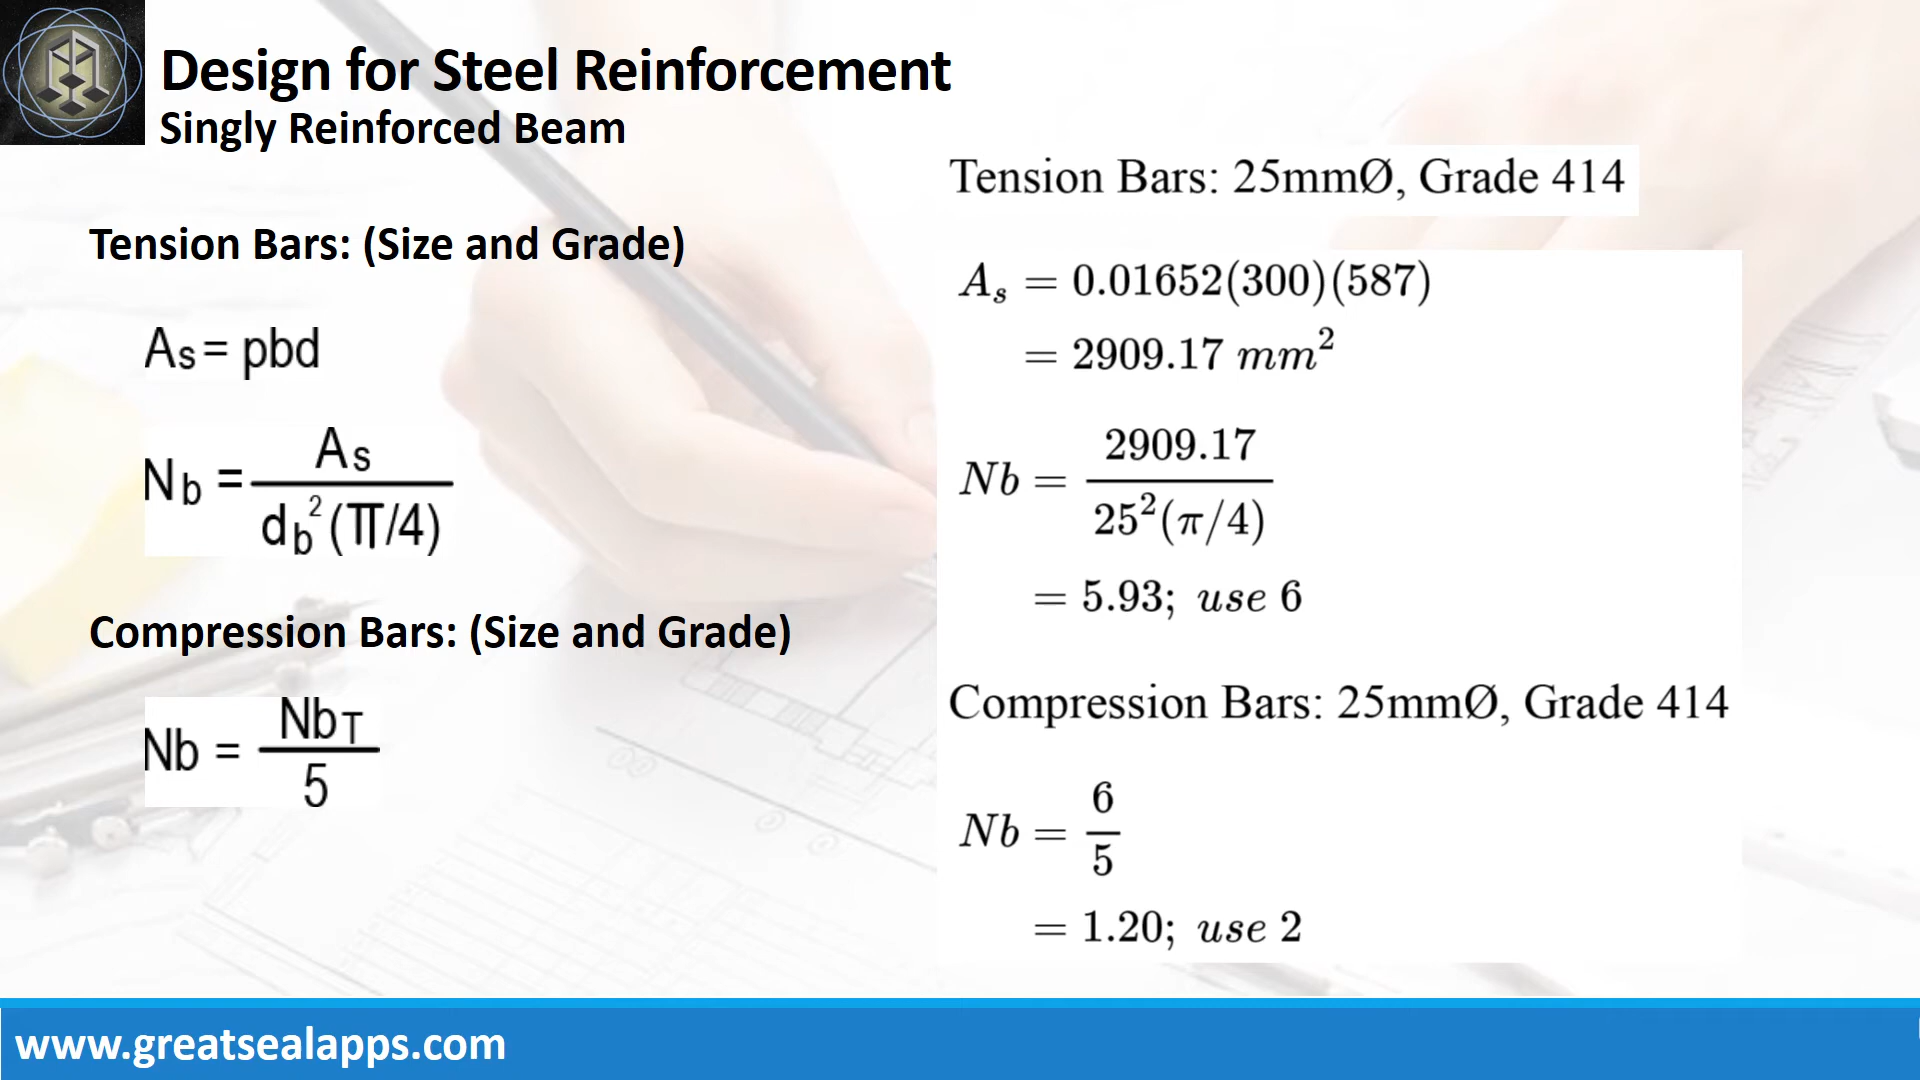 Design for Steel Reinforcement
Singly Reinforced Beam
Tension Bars: (Size and Grade)
As = pbd
Nb = As / db²(π/4)
Compression Bars: (Size and Grade)
Nb = NbT / 5
Tension Bars: 25mmØ, Grade 414
As = 0.01652(300)(587)
= 2909.17 mm²
Nb = 2909.17 / 25²(π/4)
= 5.93; use 6
Compression Bars: 25mmØ, Grade 414
Nb = 6 / 5
= 1.20; use 2
www.greatsealapps.com